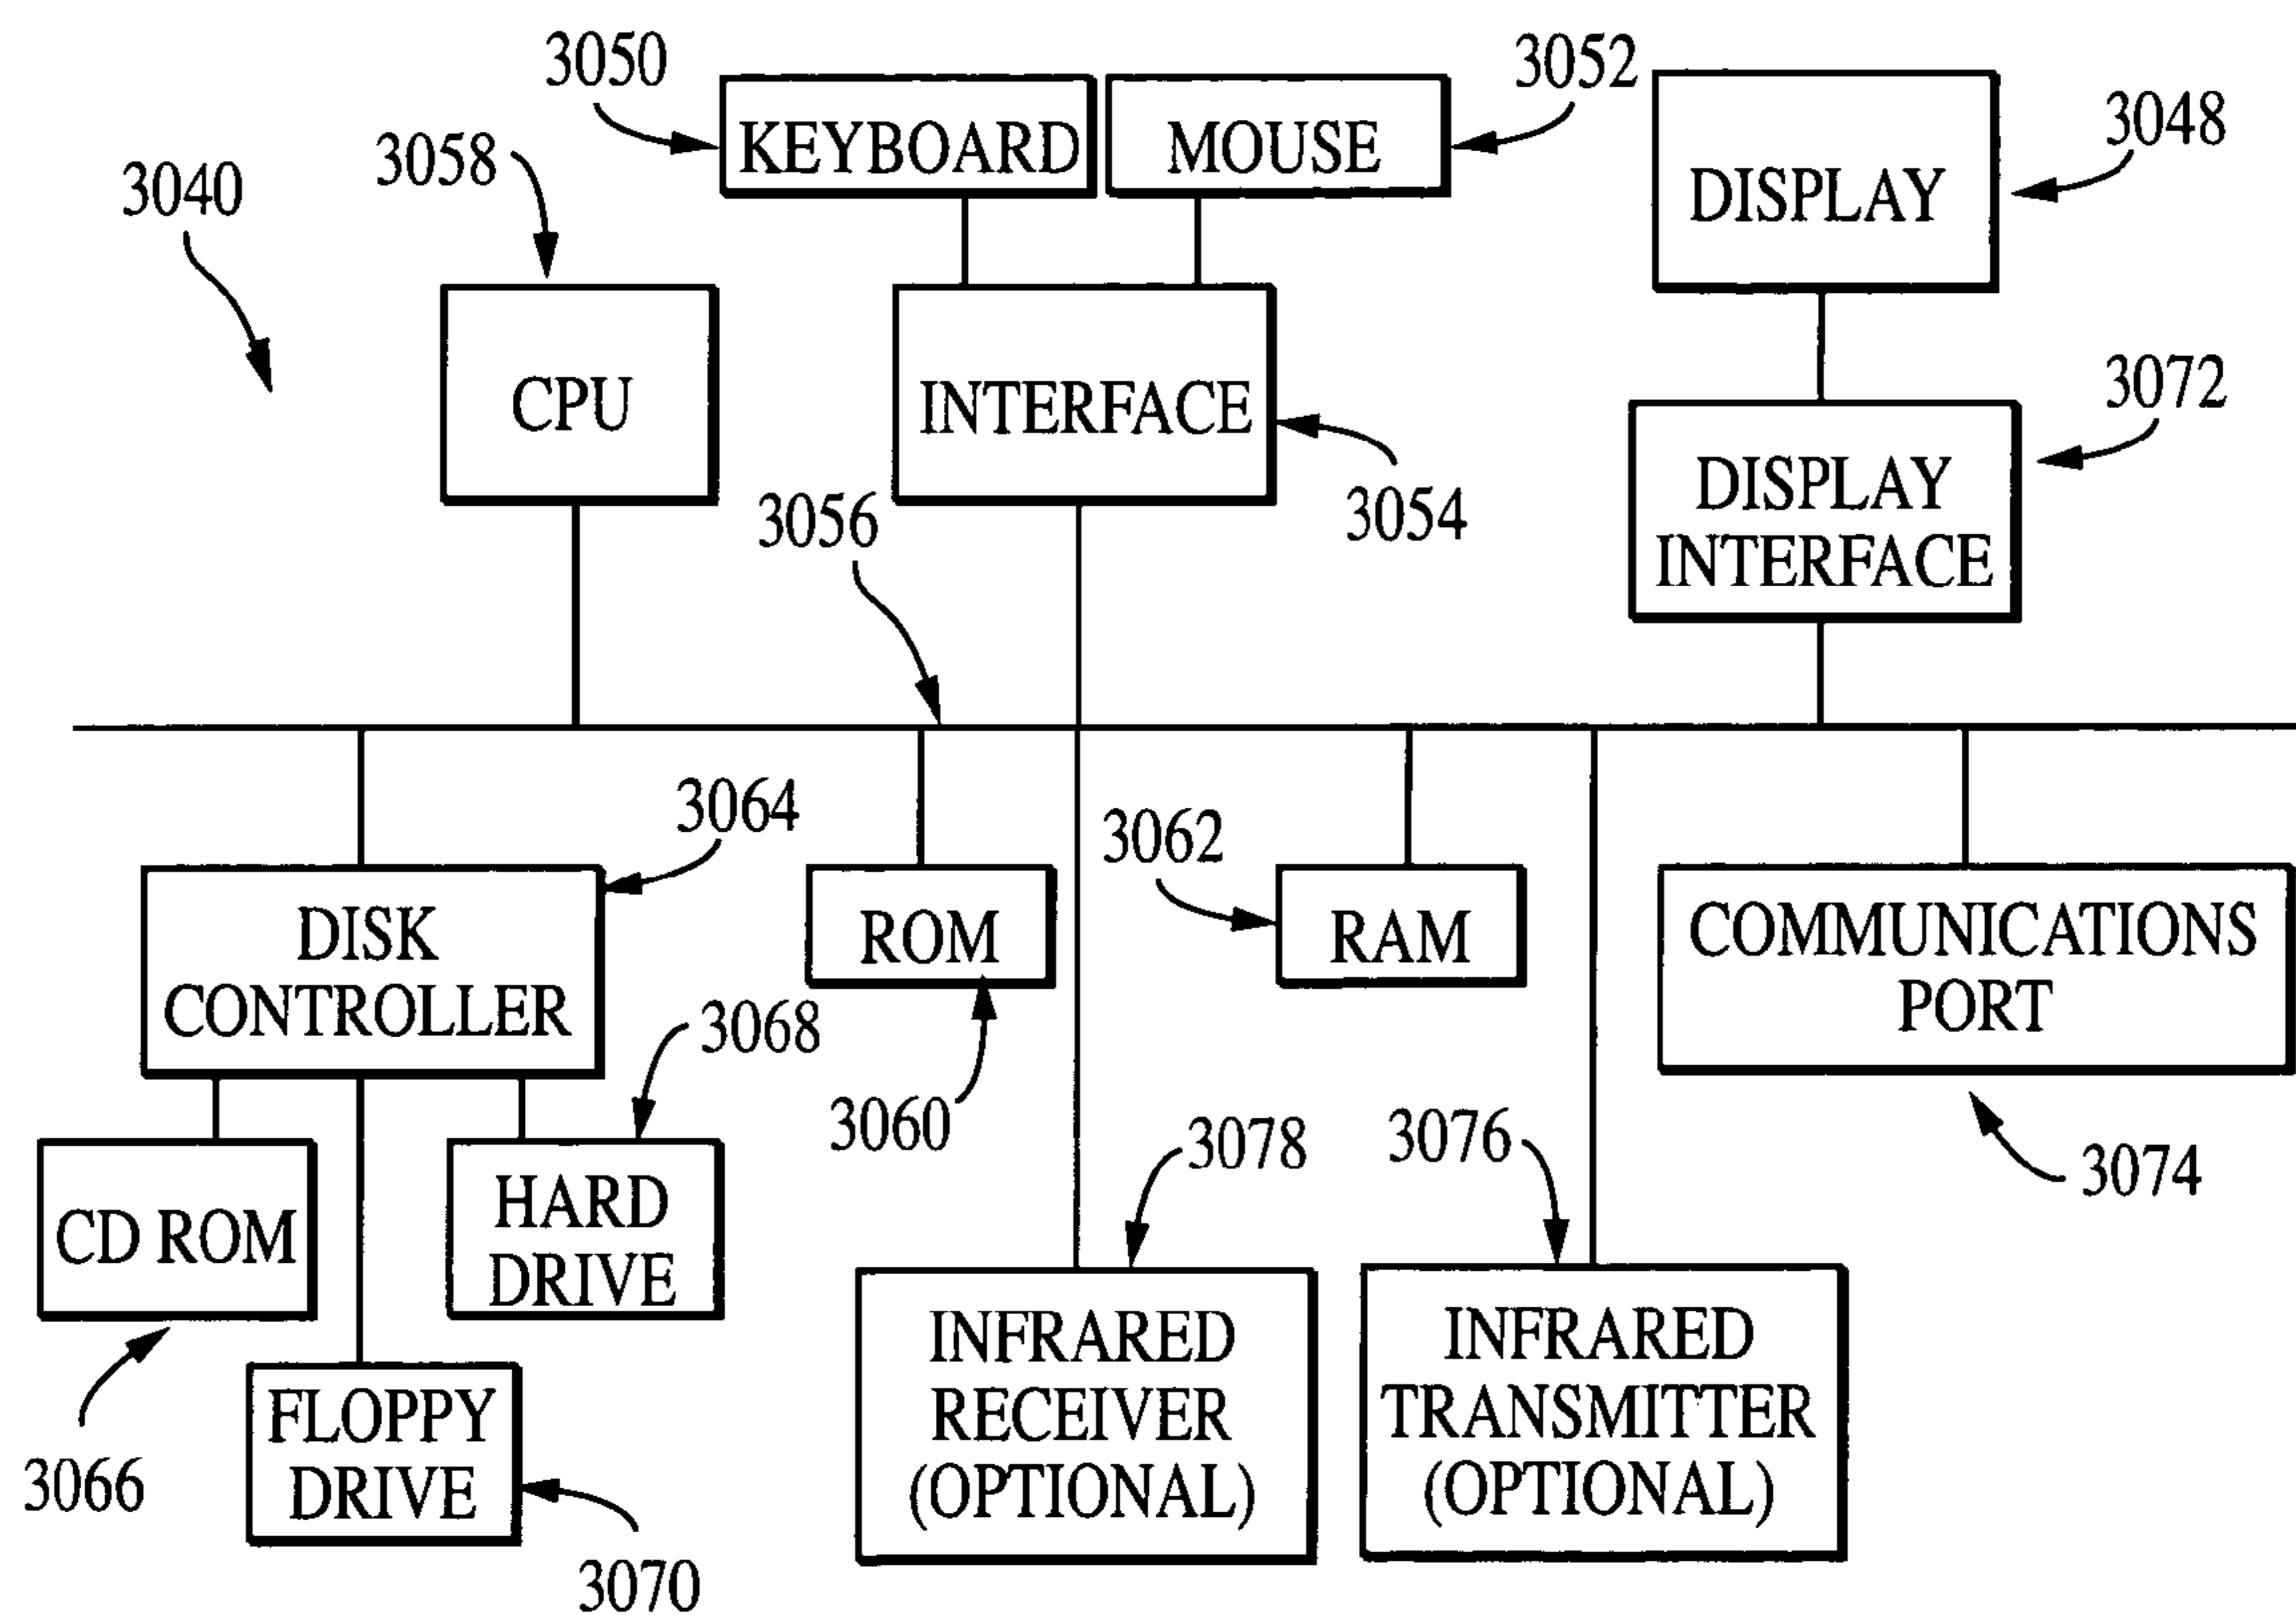 3050
KEYBOARD
MOUSE
3052
DISPLAY
3048
3058
3040
CPU
INTERFACE
3054
3056
DISPLAY
INTERFACE
3072
3064
DISK
CONTROLLER
ROM
3060
3062
RAM
COMMUNICATIONS
PORT
3074
3068
CD ROM
3066
HARD
DRIVE
FLOPPY
DRIVE
3070
3078
INFRARED
RECEIVER
(OPTIONAL)
3076
INFRARED
TRANSMITTER
(OPTIONAL)